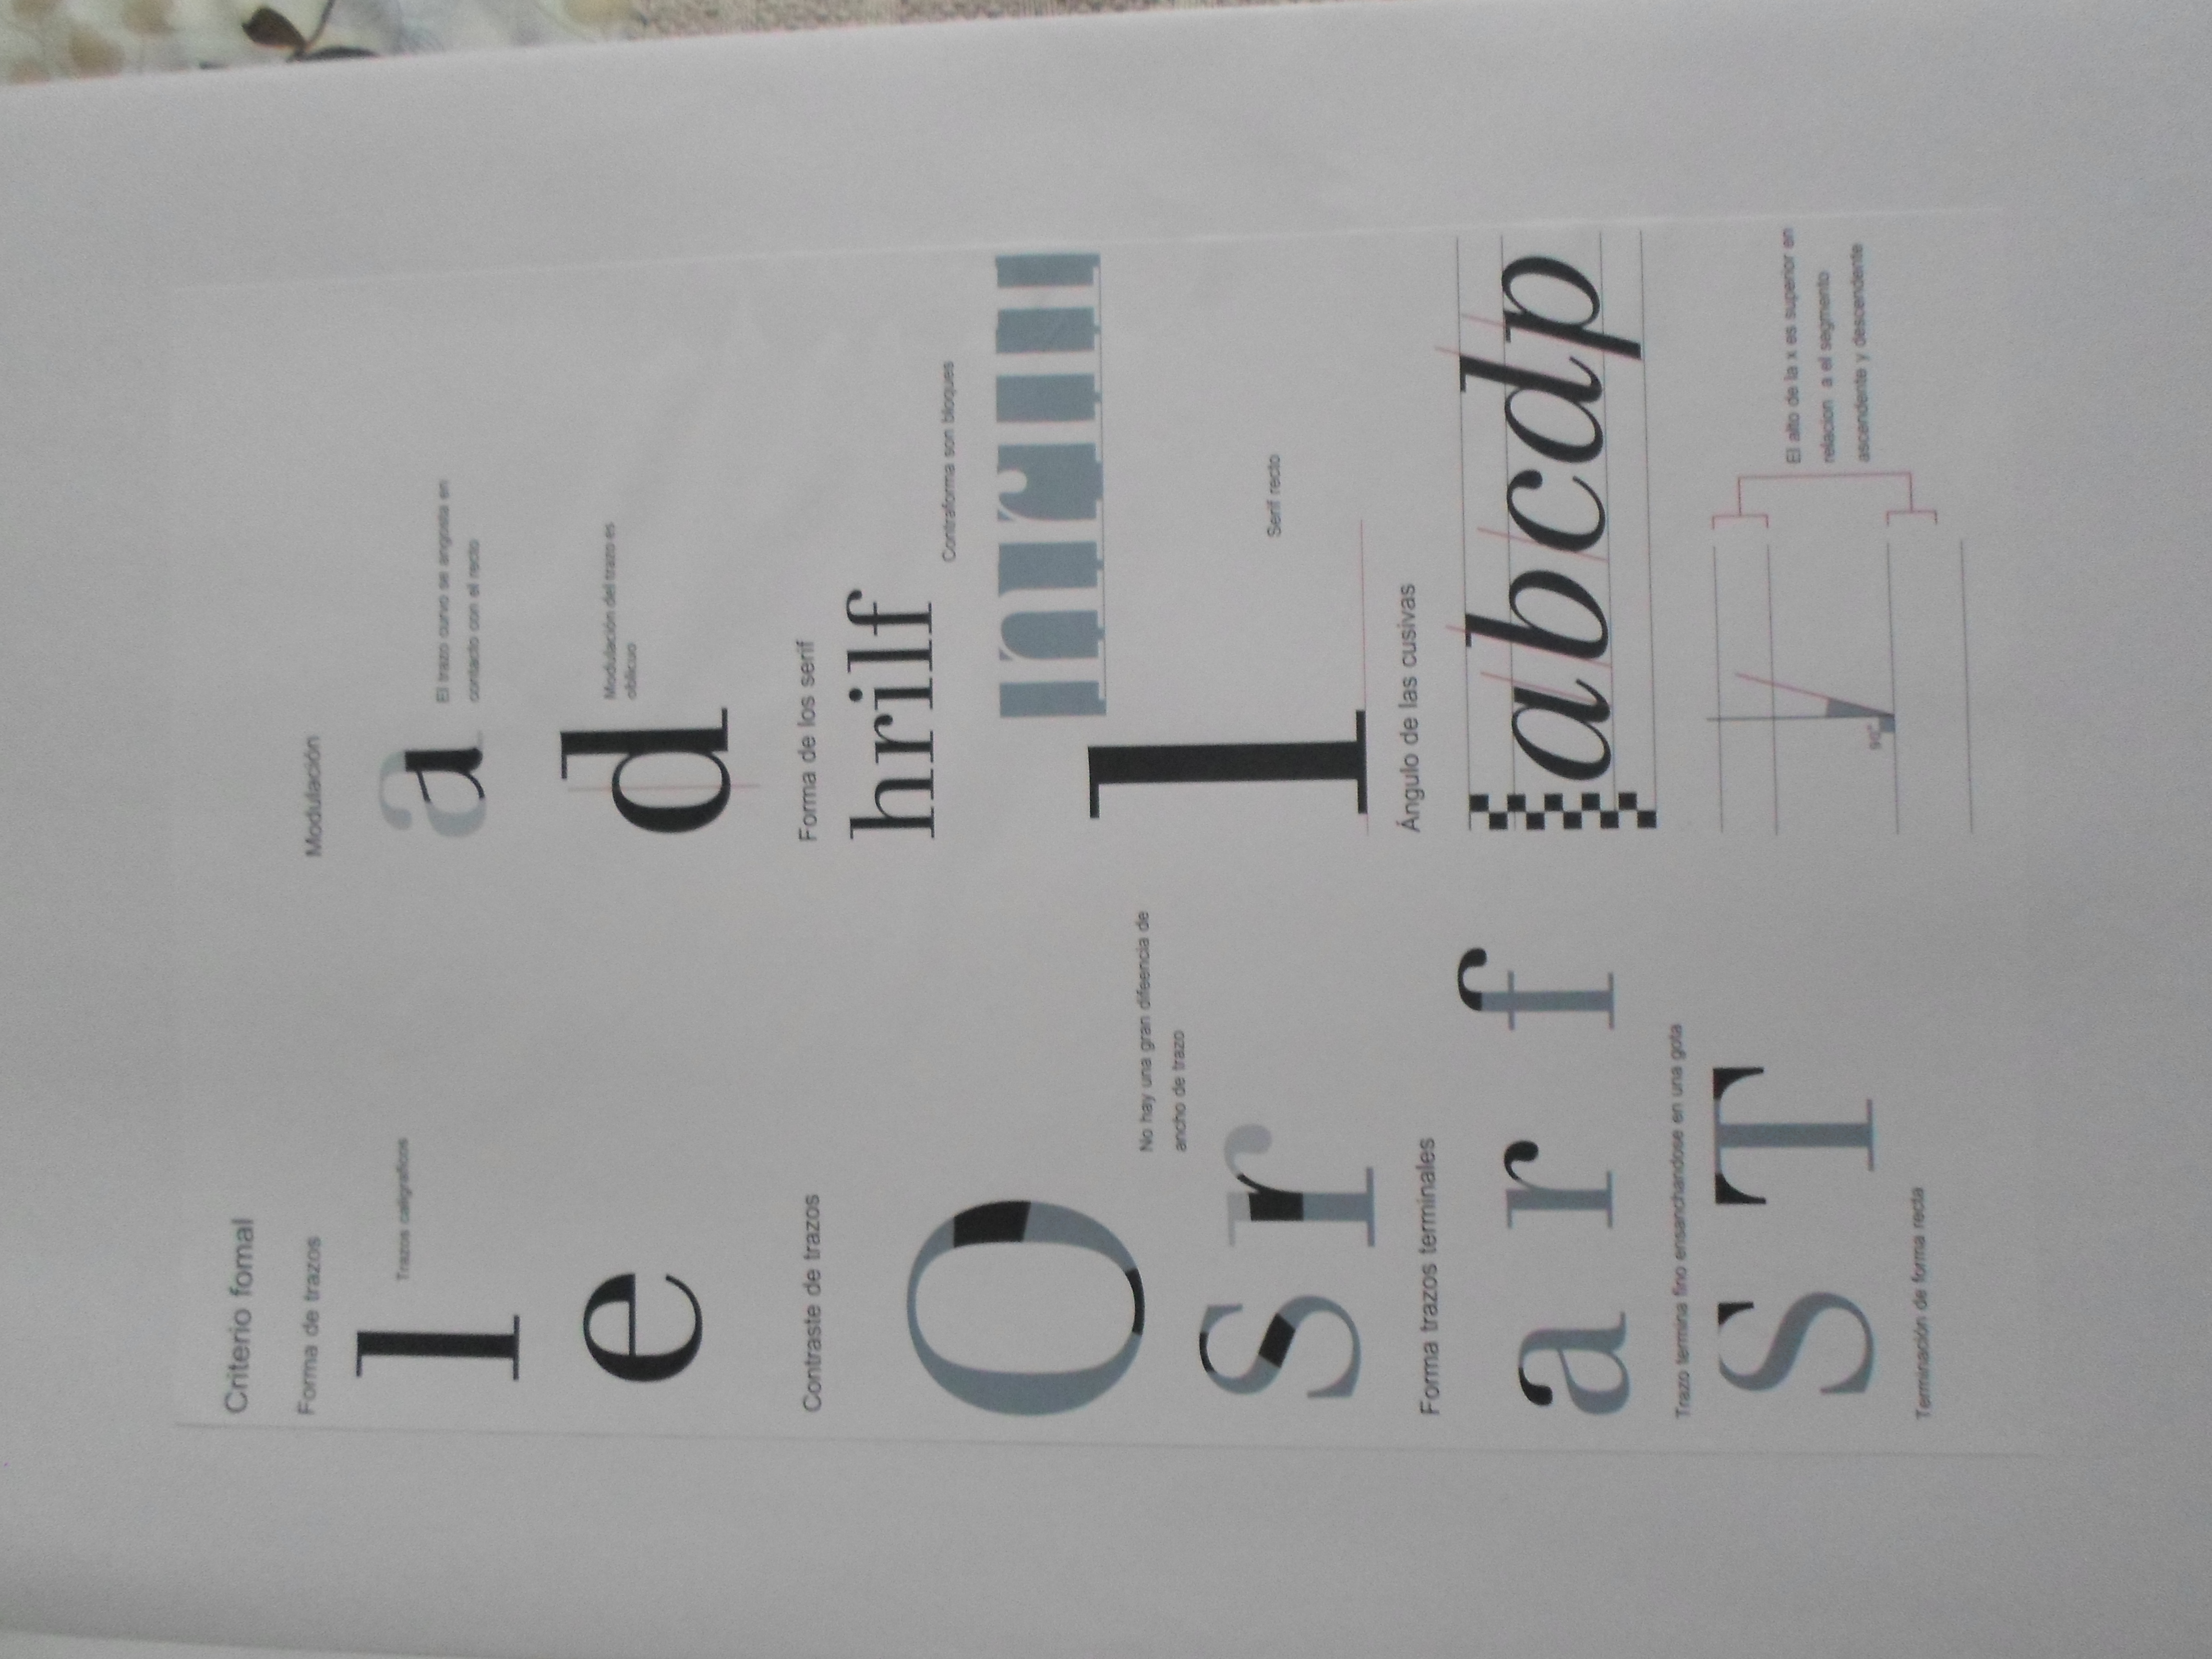 Criterio fomal
Forma de trazos
Trazos caligraficos
l
e
Contraste de trazos
O
No hay una gran difeencia de
ancho de trazo
s r
Forma trazos terminales
a r f
Trazo termina fino ensanchandose en una gota
S T
Terminación de forma recta
Modulación
a
El trazo curvo se angosta en
contacto con el recto
d
Modulación del trazo es
oblicuo
Forma de los serif
hrilf
Contraforma son bloques
l
Serif recto
Ángulo de las cusivas
abcdp
90°
El alto de la x es superior en
relacion a el segmento
ascendente y descendente